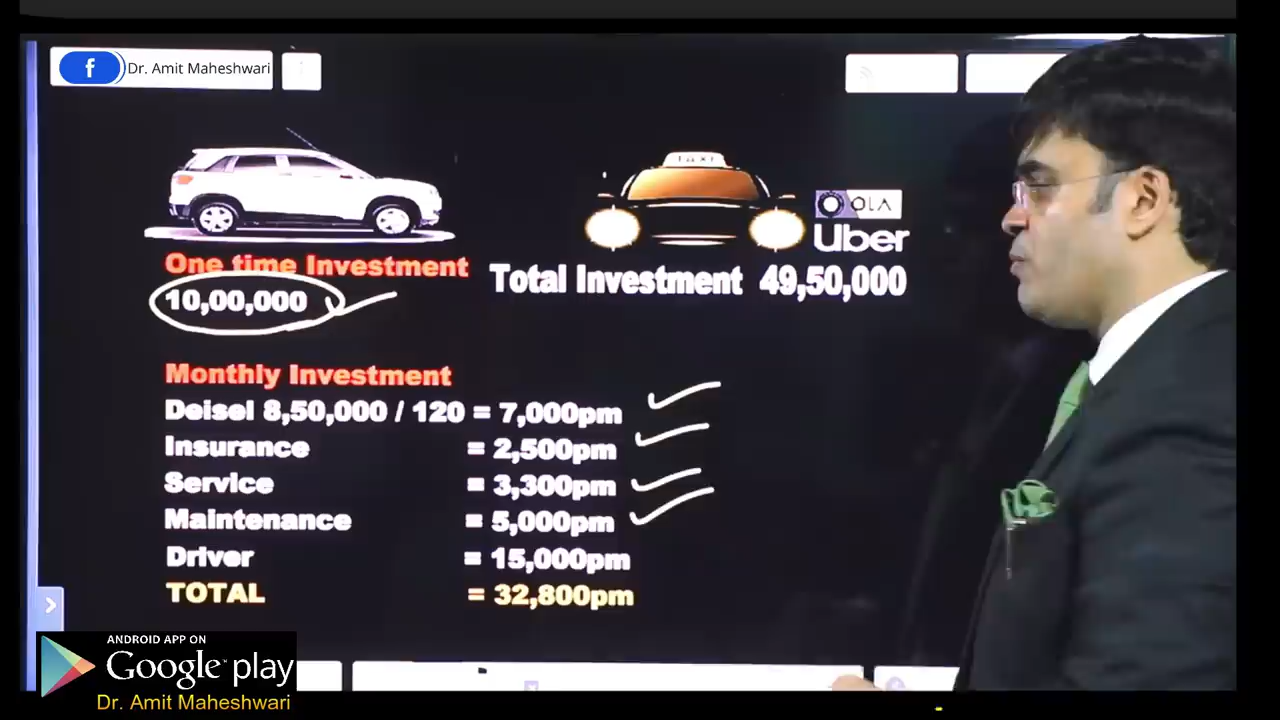 f Dr. Amit Maheshwari
TAXI
OLA
Uber
One time Investment
10,00,000
Total Investment 49,50,000
Monthly Investment
Deisel 8,50,000 / 120 = 7,000pm
Insurance = 2,500pm
Service = 3,300pm
Maintenance = 5,000pm
Driver = 15,000pm
TOTAL = 32,800pm
ANDROID APP ON
Google play
Dr. Amit Maheshwari